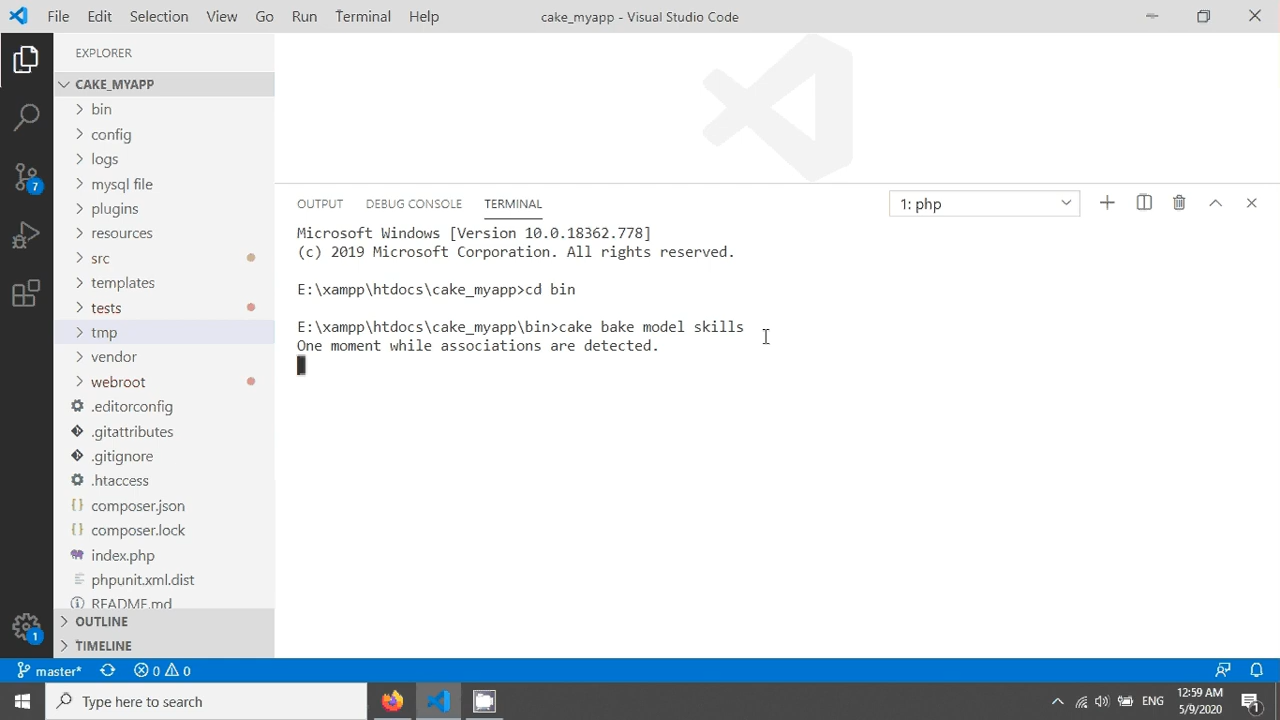 File Edit Selection View Go Run Terminal Help
cake_myapp - Visual Studio Code
EXPLORER
CAKE_MYAPP
bin
config
logs
mysql file
plugins
resources
src
templates
tests
tmp
vendor
webroot
.editorconfig
.gitattributes
.gitignore
.htaccess
composer.json
composer.lock
index.php
phpunit.xml.dist
README.md
OUTLINE
TIMELINE
7
1
OUTPUT DEBUG CONSOLE TERMINAL
1: php
Microsoft Windows [Version 10.0.18362.778]
(c) 2019 Microsoft Corporation. All rights reserved.
E:\xampp\htdocs\cake_myapp>cd bin
E:\xampp\htdocs\cake_myapp\bin>cake bake model skills
One moment while associations are detected.
master* 0 0
Type here to search
ENG
12:59 AM
5/9/2020
1